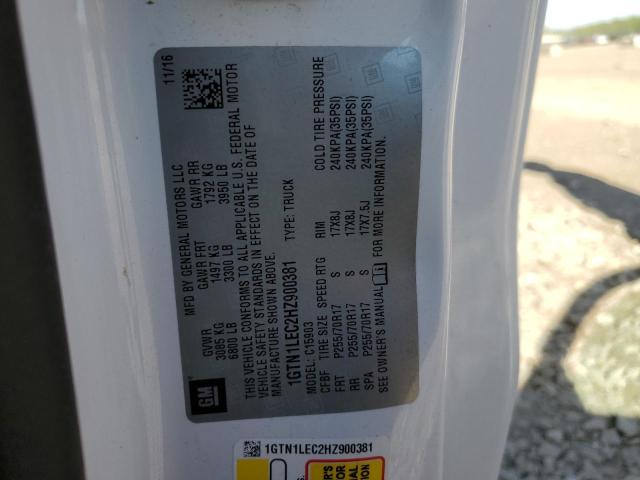 GM
MFD BY GENERAL MOTORS LLC
11/16
GVWR GAWR FRT GAWR RR
3085 KG 1497 KG 1792 KG
6800 LB 3300 LB 3950 LB
THIS VEHICLE CONFORMS TO ALL APPLICABLE U.S. FEDERAL MOTOR
VEHICLE SAFETY STANDARDS IN EFFECT ON THE DATE OF
MANUFACTURE SHOWN ABOVE.
1GTN1LEC2HZ900381 TYPE: TRUCK
MODEL: C15903
CFBF TIRE SIZE SPEED RTG RIM COLD TIRE PRESSURE
FRT P255/70R17 S 17X8J 240KPA(35PSI)
RR P255/70R17 S 17X8J 240KPA(35PSI)
SPA P255/70R17 S 17X7.5J 240KPA(35PSI)
SEE OWNER'S MANUAL FOR MORE INFORMATION.
1GTN1LEC2HZ900381